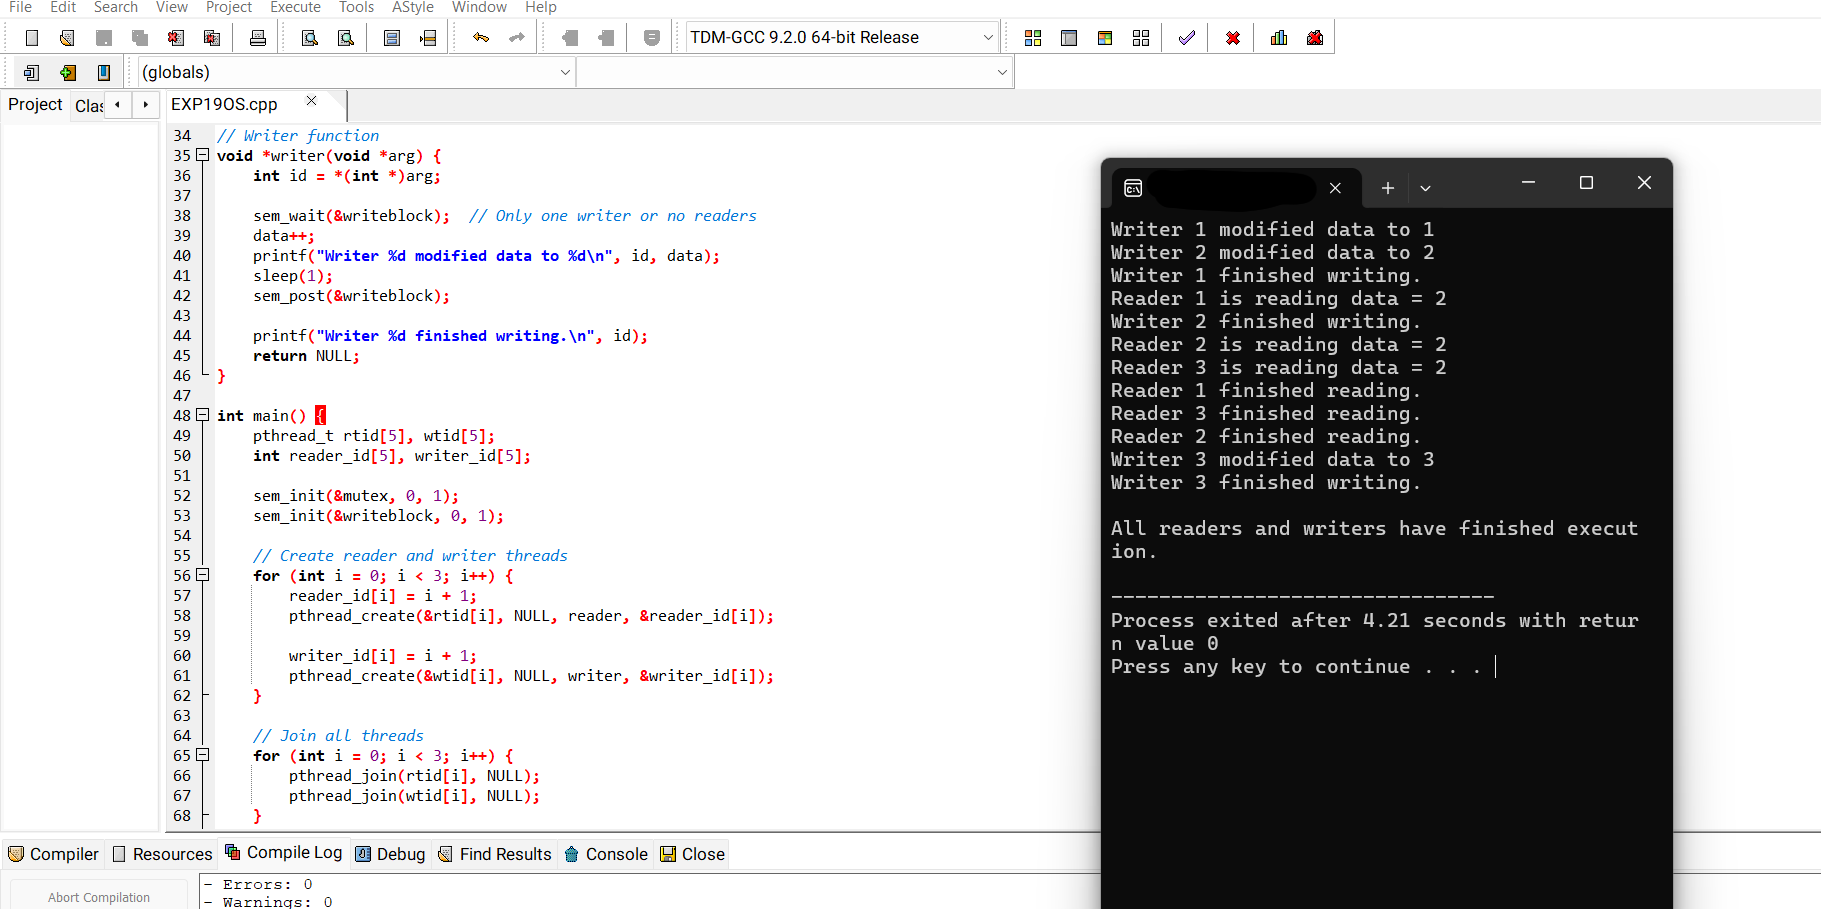 File Edit Search View Project Execute Tools AStyle Window Help
TDM-GCC 9.2.0 64-bit Release
(globals)
Project Clas EXP19OS.cpp
34 // Writer function
35 void *writer(void *arg) {
36 int id = *(int *)arg;
37
38 sem_wait(&writeblock); // Only one writer or no readers
39 data++;
40 printf("Writer %d modified data to %d\n", id, data);
41 sleep(1);
42 sem_post(&writeblock);
43
44 printf("Writer %d finished writing.\n", id);
45 return NULL;
46 }
47
48 int main() {
49 pthread_t rtid[5], wtid[5];
50 int reader_id[5], writer_id[5];
51
52 sem_init(&mutex, 0, 1);
53 sem_init(&writeblock, 0, 1);
54
55 // Create reader and writer threads
56 for (int i = 0; i < 3; i++) {
57 reader_id[i] = i + 1;
58 pthread_create(&rtid[i], NULL, reader, &reader_id[i]);
59
60 writer_id[i] = i + 1;
61 pthread_create(&wtid[i], NULL, writer, &writer_id[i]);
62 }
63
64 // Join all threads
65 for (int i = 0; i < 3; i++) {
66 pthread_join(rtid[i], NULL);
67 pthread_join(wtid[i], NULL);
68 }
Compiler Resources Compile Log Debug Find Results Console Close
Abort Compilation
- Errors: 0
- Warnings: 0
C:\
Writer 1 modified data to 1
Writer 2 modified data to 2
Writer 1 finished writing.
Reader 1 is reading data = 2
Writer 2 finished writing.
Reader 2 is reading data = 2
Reader 3 is reading data = 2
Reader 1 finished reading.
Reader 3 finished reading.
Reader 2 finished reading.
Writer 3 modified data to 3
Writer 3 finished writing.
All readers and writers have finished execut
ion.
--------------------------------
Process exited after 4.21 seconds with retur
n value 0
Press any key to continue . . .